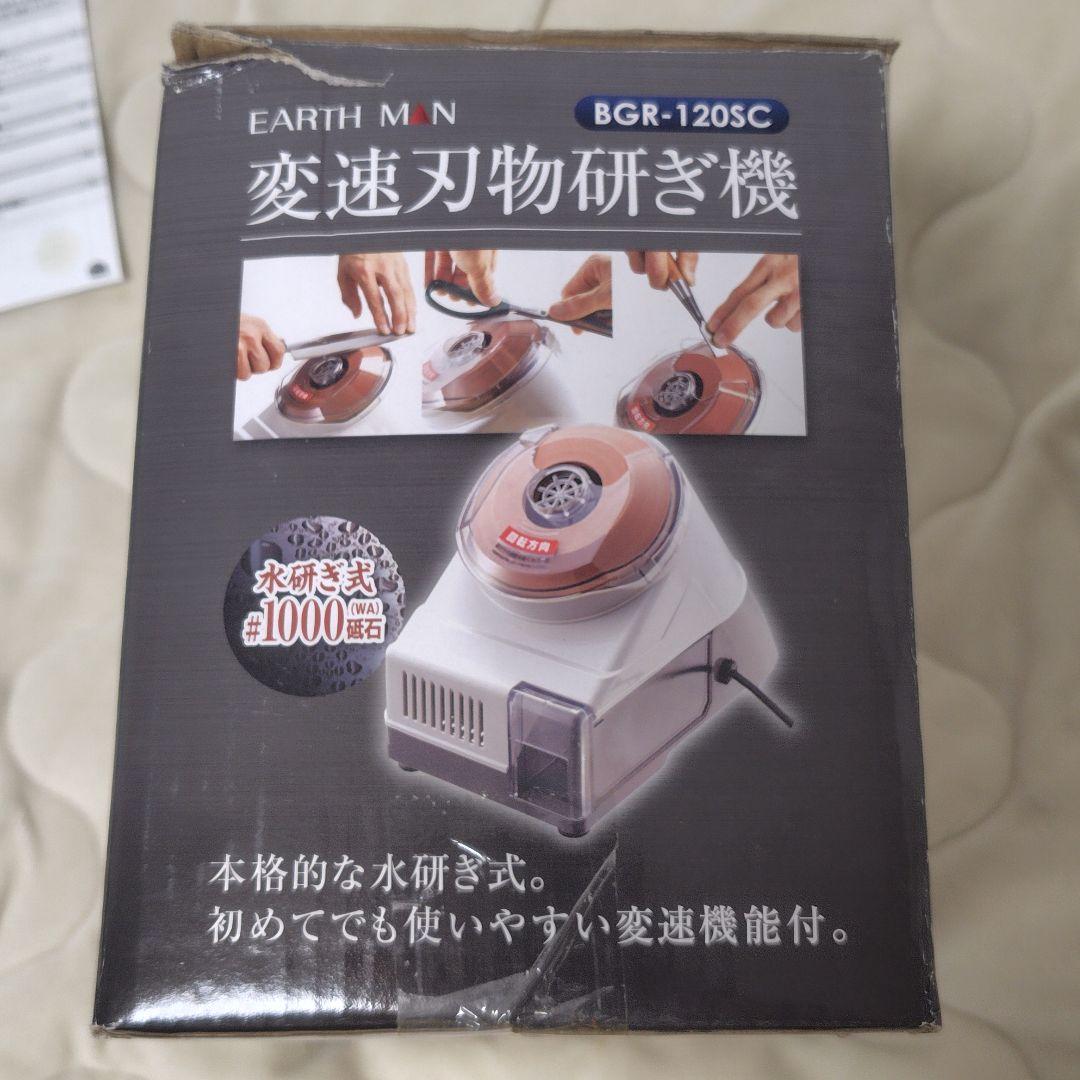 EARTH MAN
BGR-120SC
変速刃物研ぎ機
回転方向
水研ぎ式
#1000(WA)砥石
本格的な水研ぎ式。
初めてでも使いやすい変速機能付。